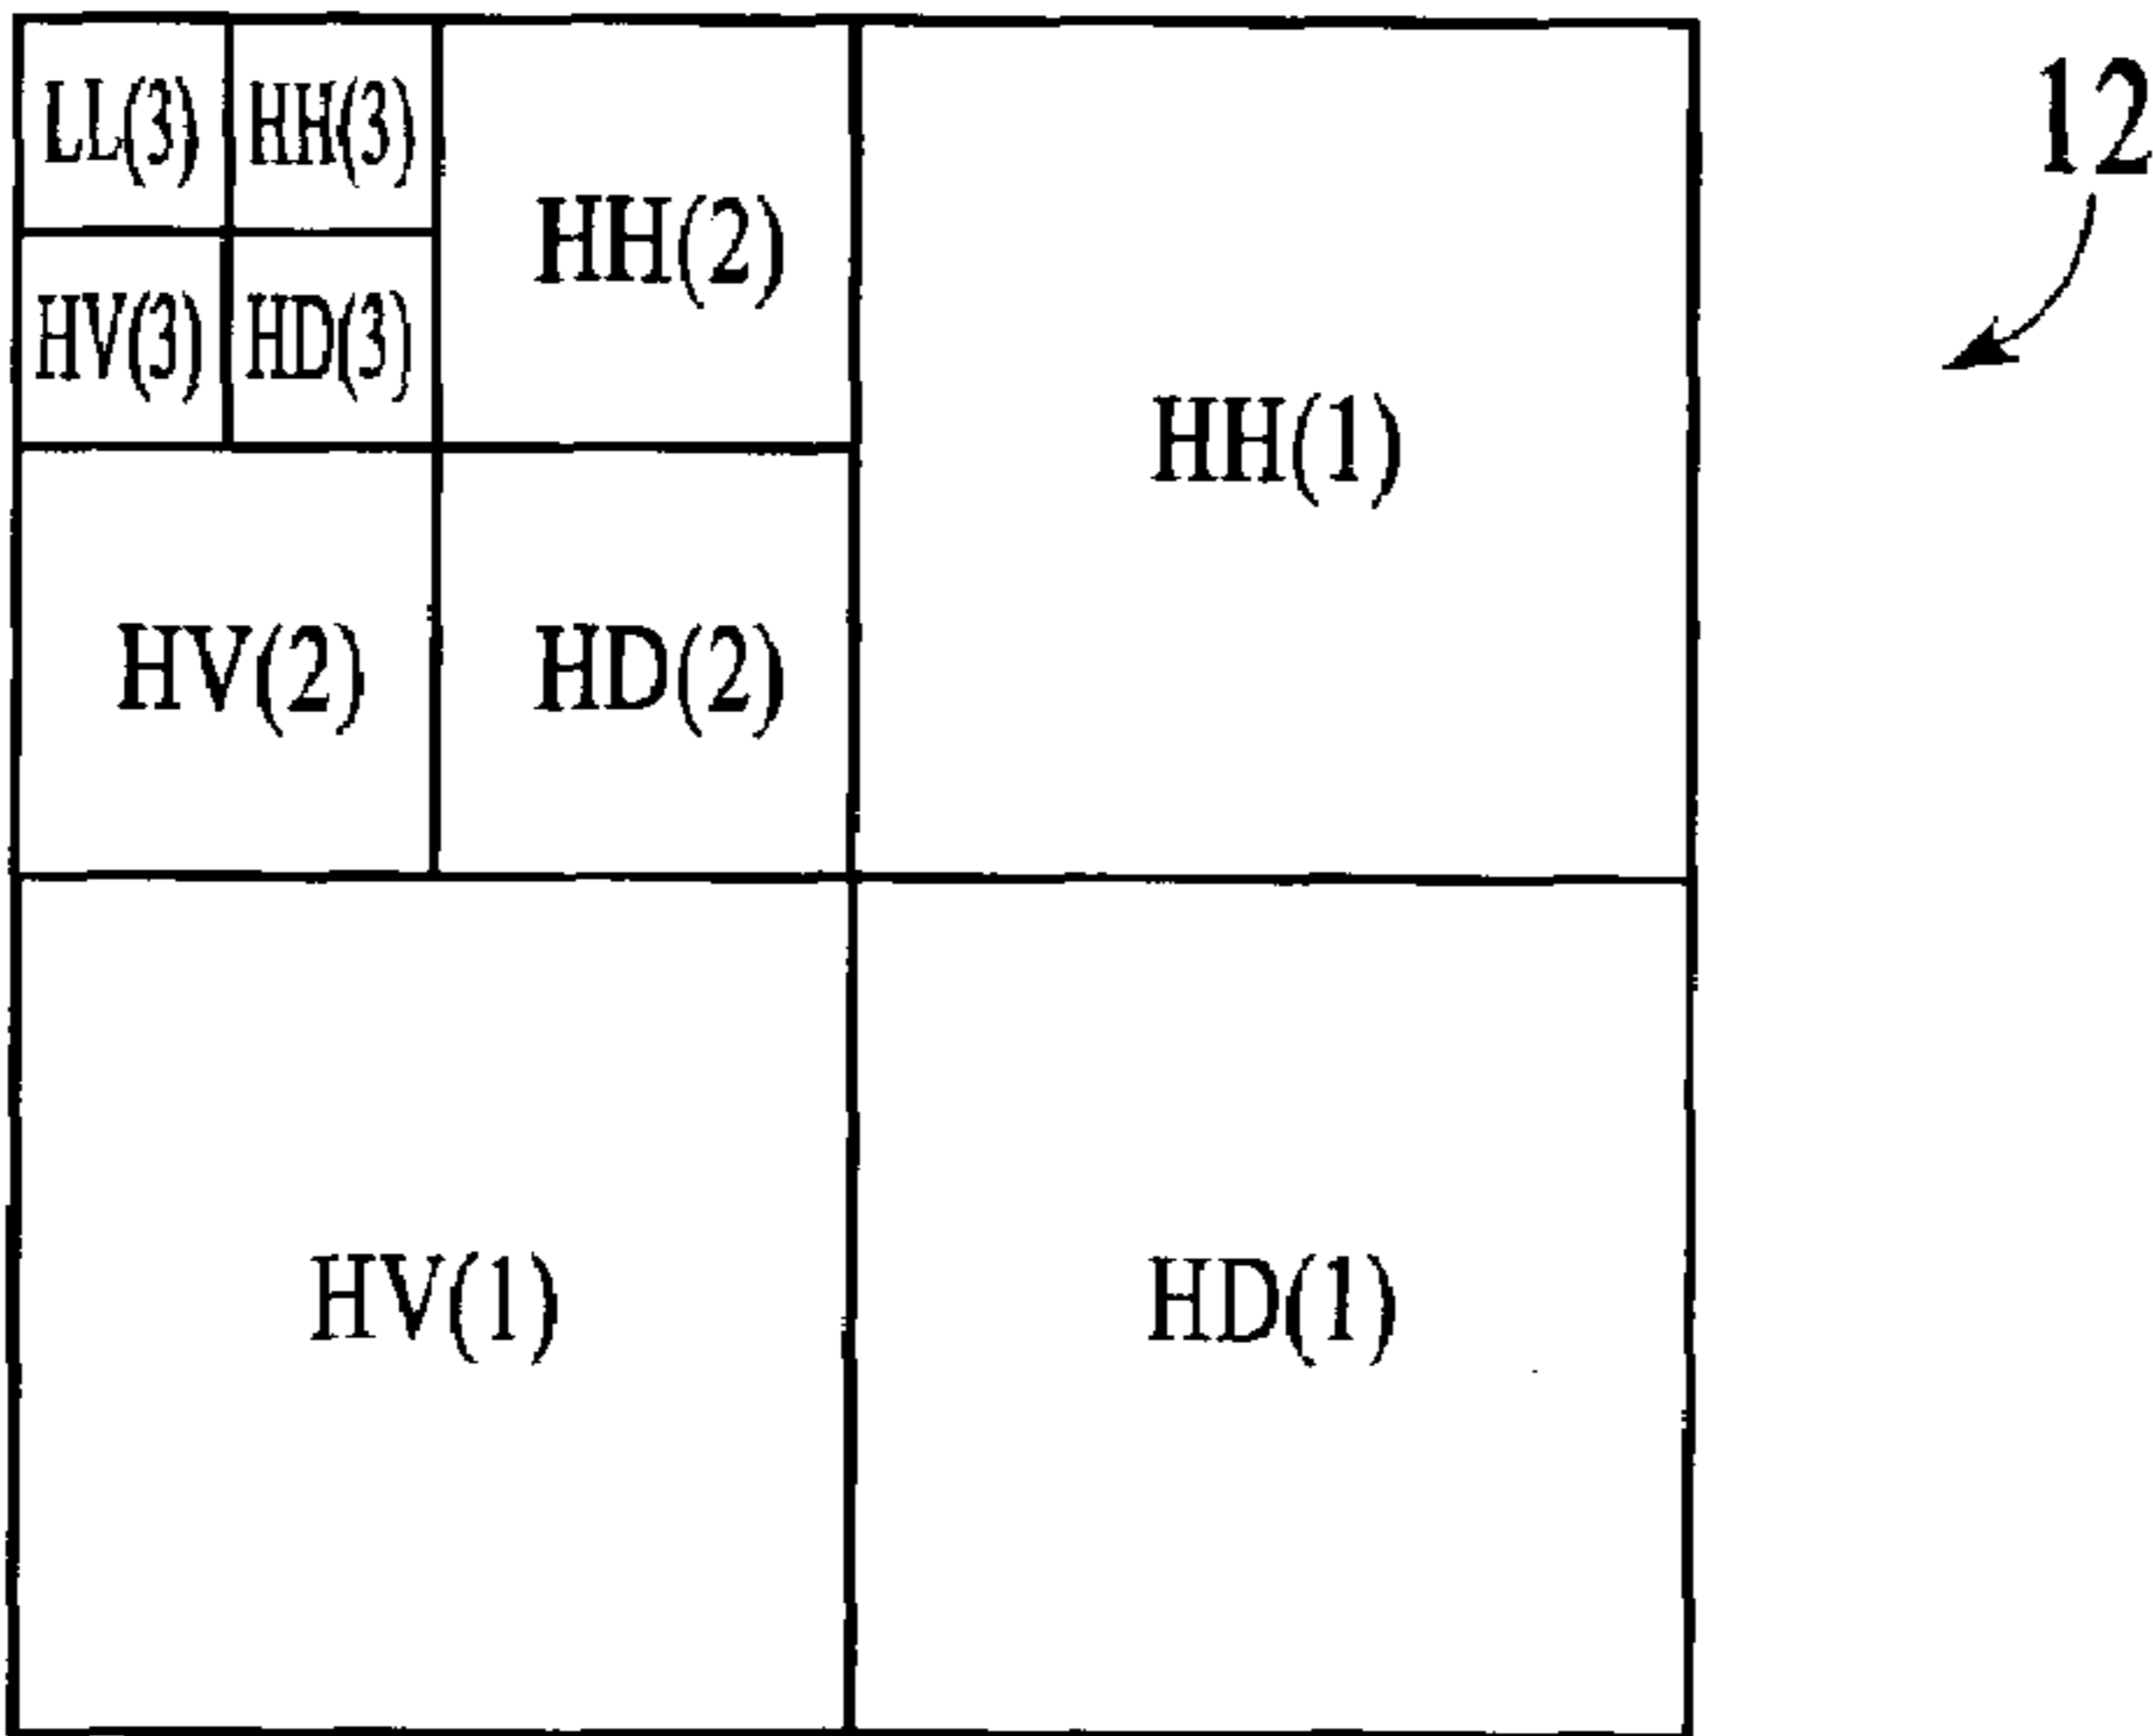 LL(3) HH(3)
12
HH(2)
HV(3) HD(3)
HH(1)
HV(2) HD(2)
HV(1) HD(1)